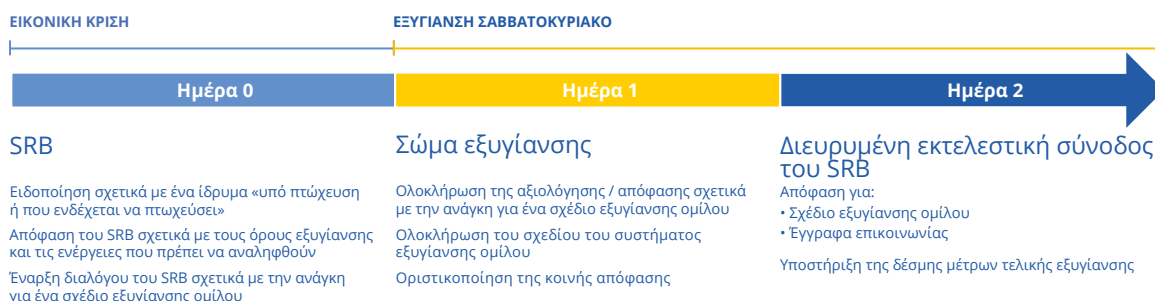 ΕΙΚΟΝΙΚΗ ΚΡΙΣΗ
ΕΞΥΓΙΑΝΣΗ ΣΑΒΒΑΤΟΚΥΡΙΑΚΟ
Ημέρα 0
Ημέρα 1
Ημέρα 2
SRB
Ειδοποίηση σχετικά με ένα ίδρυμα «υπό πτώχευση
ή που ενδέχεται να πτωχεύσει»
Απόφαση του SRB σχετικά με τους όρους εξυγίανσης
και τις ενέργειες που πρέπει να αναληφθούν
Έναρξη διαλόγου του SRB σχετικά με την ανάγκη
για ένα σχέδιο εξυγίανσης ομίλου
Σώμα εξυγίανσης
Ολοκλήρωση της αξιολόγησης / απόφασης σχετικά
με την ανάγκη για ένα σχέδιο εξυγίανσης ομίλου
Ολοκλήρωση του σχεδίου του συστήματος
εξυγίανσης ομίλου
Οριστικοποίηση της κοινής απόφασης
Διευρυμένη εκτελεστική σύνοδος
του SRB
Απόφαση για:
• Σχέδιο εξυγίανσης ομίλου
• Έγγραφα επικοινωνίας
Υποστήριξη της δέσμης μέτρων τελικής εξυγίανσης